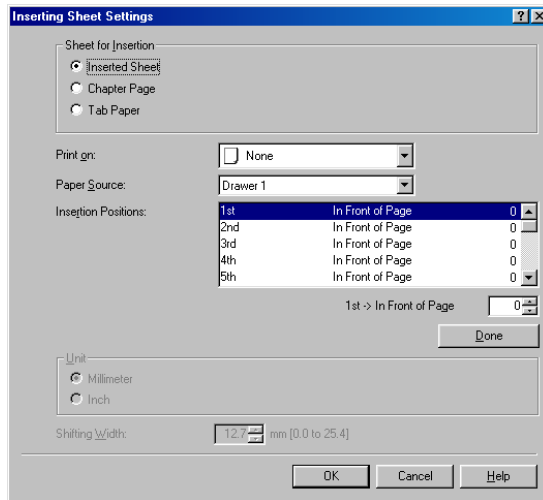 Inserting Sheet Settings
Sheet for Insertion
Inserted Sheet
Chapter Page
Tab Paper
Print on: None
Paper Source: Drawer 1
Insertion Positions: 1st In Front of Page 0
2nd In Front of Page 0
3rd In Front of Page 0
4th In Front of Page 0
5th In Front of Page 0
1st -> In Front of Page 0
Done
Unit
Millimeter
Inch
Shifting Width: 12.7 mm [0.0 to 25.4]
OK Cancel Help